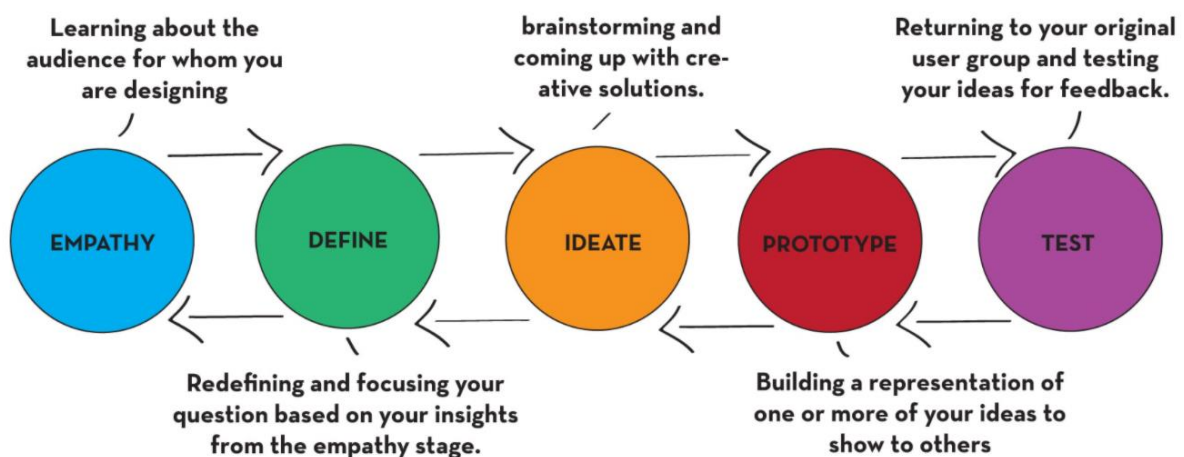 Learning about the
audience for whom you
are designing
brainstorming and
coming up with cre-
ative solutions.
Returning to your original
user group and testing
your ideas for feedback.
EMPATHY
DEFINE
IDEATE
PROTOTYPE
TEST
Redefining and focusing your
question based on your insights
from the empathy stage.
Building a representation of
one or more of your ideas to
show to others